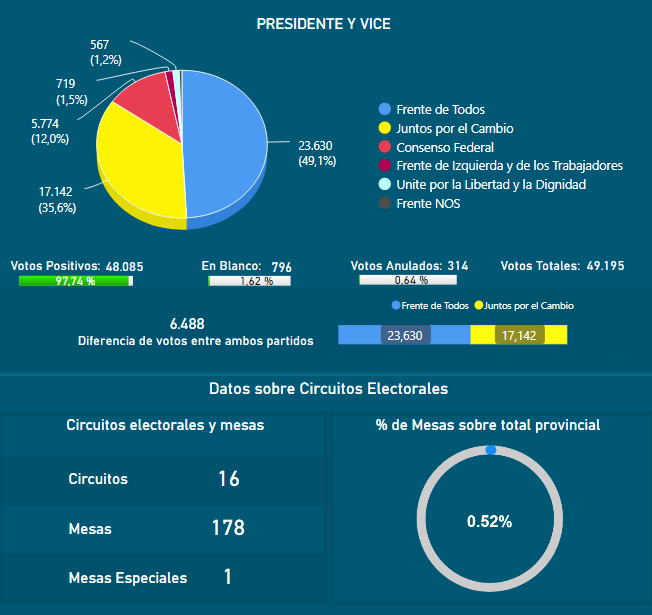 PRESIDENTE Y VICE
567
(1,2%)
719
(1,5%)
5.774
(12,0%)
17.142
(35,6%)
23.630
(49,1%)
Frente de Todos
Juntos por el Cambio
Consenso Federal
Frente de Izquierda y de los Trabajadores
Unite por la Libertad y la Dignidad
Frente NOS
Votos Positivos: 48.085
97,74 %
En Blanco: 796
1,62 %
Votos Anulados: 314
0,64 %
Votos Totales: 49.195
6.488
Diferencia de votos entre ambos partidos
Frente de Todos Juntos por el Cambio
23,630 17,142
Datos sobre Circuitos Electorales
Circuitos electorales y mesas
Circuitos 16
Mesas 178
Mesas Especiales 1
% de Mesas sobre total provincial
0.52%